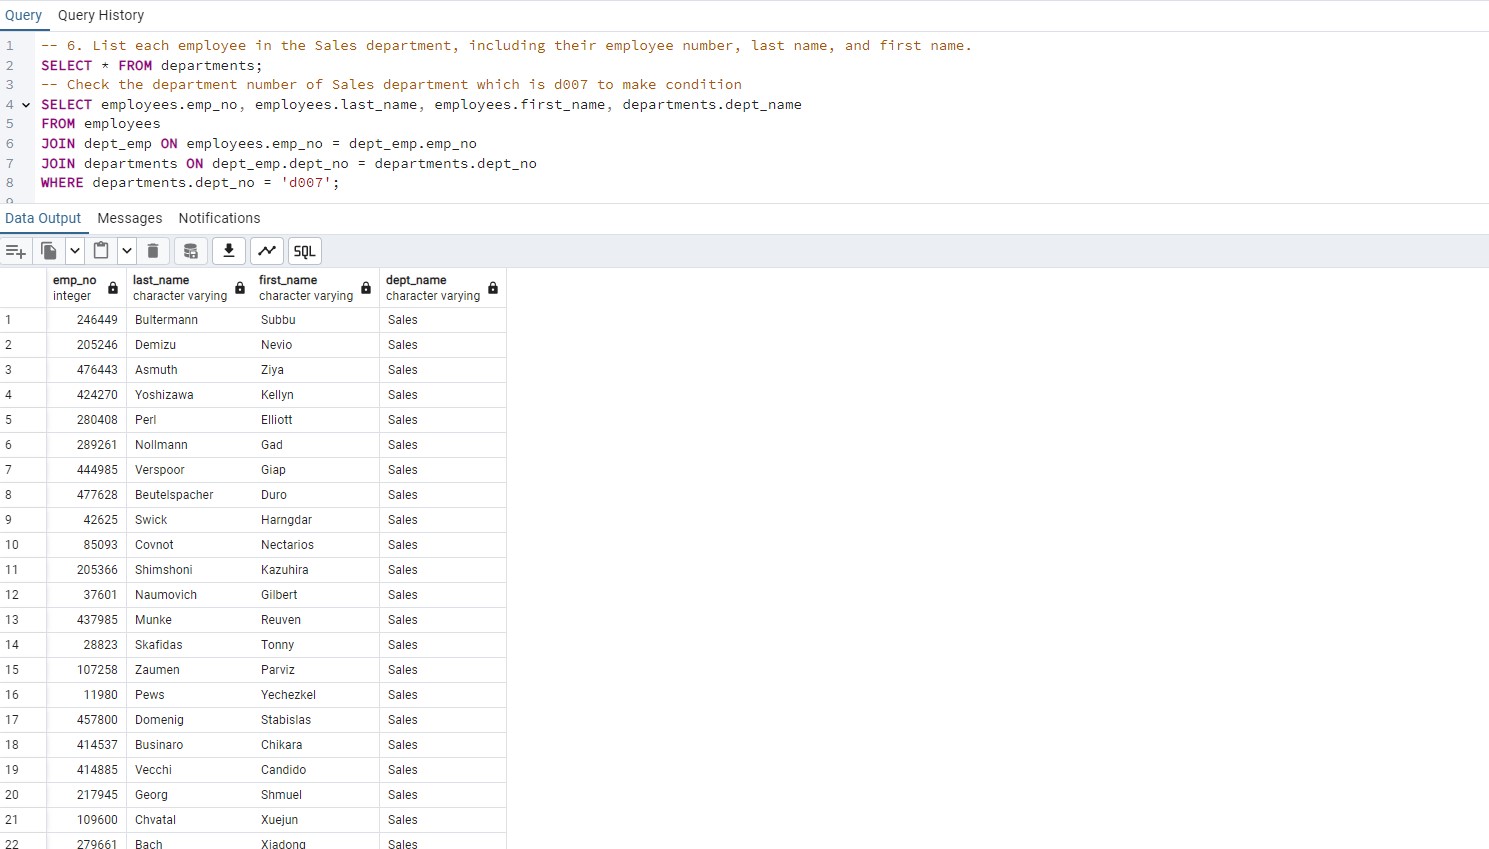 Query Query History
1 -- 6. List each employee in the Sales department, including their employee number, last name, and first name.
2 SELECT * FROM departments;
3 -- Check the department number of Sales department which is d007 to make condition
4 SELECT employees.emp_no, employees.last_name, employees.first_name, departments.dept_name
5 FROM employees
6 JOIN dept_emp ON employees.emp_no = dept_emp.emp_no
7 JOIN departments ON dept_emp.dept_no = departments.dept_no
8 WHERE departments.dept_no = 'd007';
9
Data Output Messages Notifications
SQL
emp_no last_name first_name dept_name
integer character varying character varying character varying
1 246449 Bultermann Subbu Sales
2 205246 Demizu Nevio Sales
3 476443 Asmuth Ziya Sales
4 424270 Yoshizawa Kellyn Sales
5 280408 Perl Elliott Sales
6 289261 Nollmann Gad Sales
7 444985 Verspoor Giap Sales
8 477628 Beutelspacher Duro Sales
9 42625 Swick Harngdar Sales
10 85093 Covnot Nectarios Sales
11 205366 Shimshoni Kazuhira Sales
12 37601 Naumovich Gilbert Sales
13 437985 Munke Reuven Sales
14 28823 Skafidas Tonny Sales
15 107258 Zaumen Parviz Sales
16 11980 Pews Yechezkel Sales
17 457800 Domenig Stabislas Sales
18 414537 Businaro Chikara Sales
19 414885 Vecchi Candido Sales
20 217945 Georg Shmuel Sales
21 109600 Chvatal Xuejun Sales
22 279661 Bach Xiadong Sales